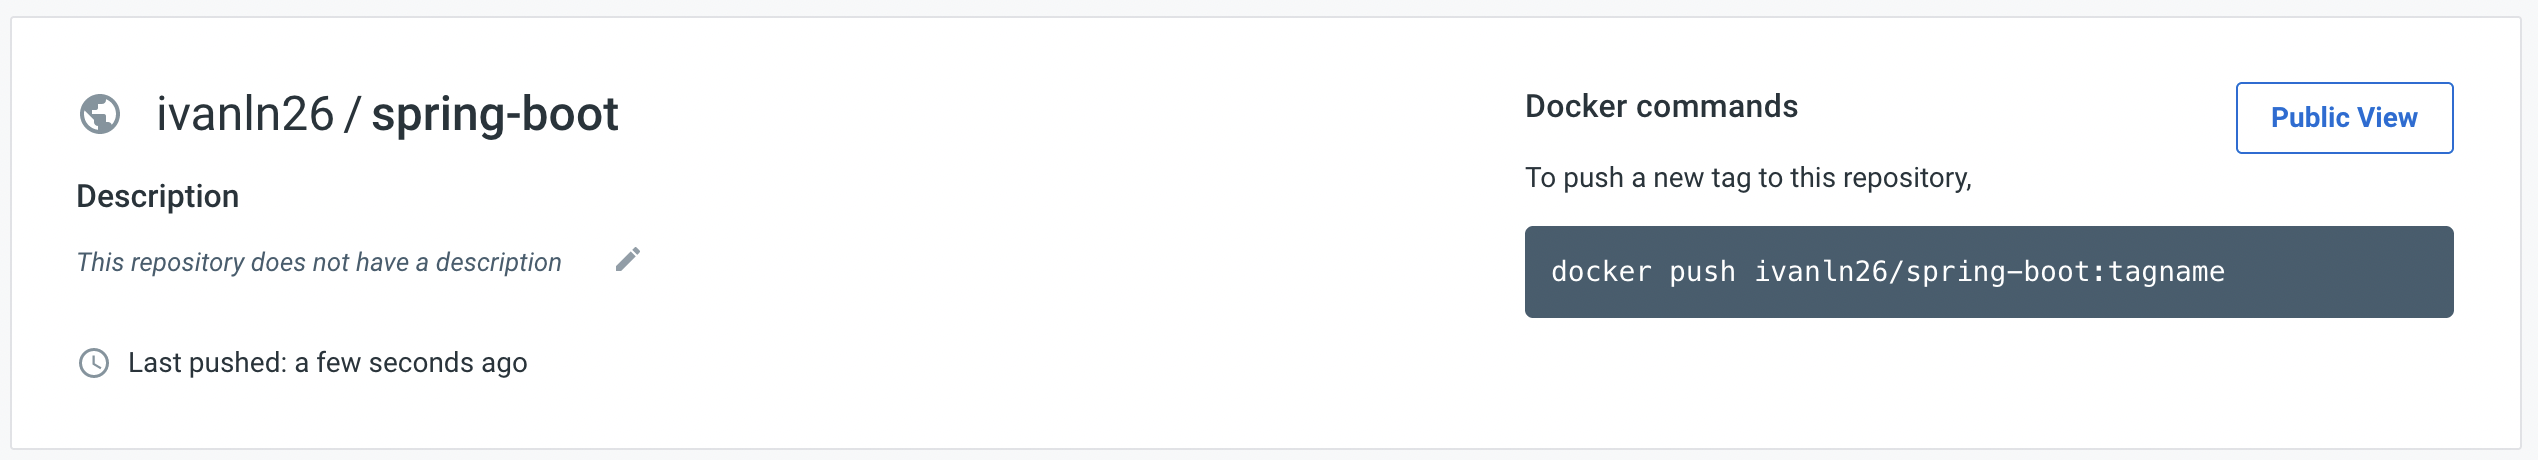 ivanln26 / spring-boot
Description
This repository does not have a description
Last pushed: a few seconds ago
Docker commands
Public View
To push a new tag to this repository,
docker push ivanln26/spring-boot:tagname